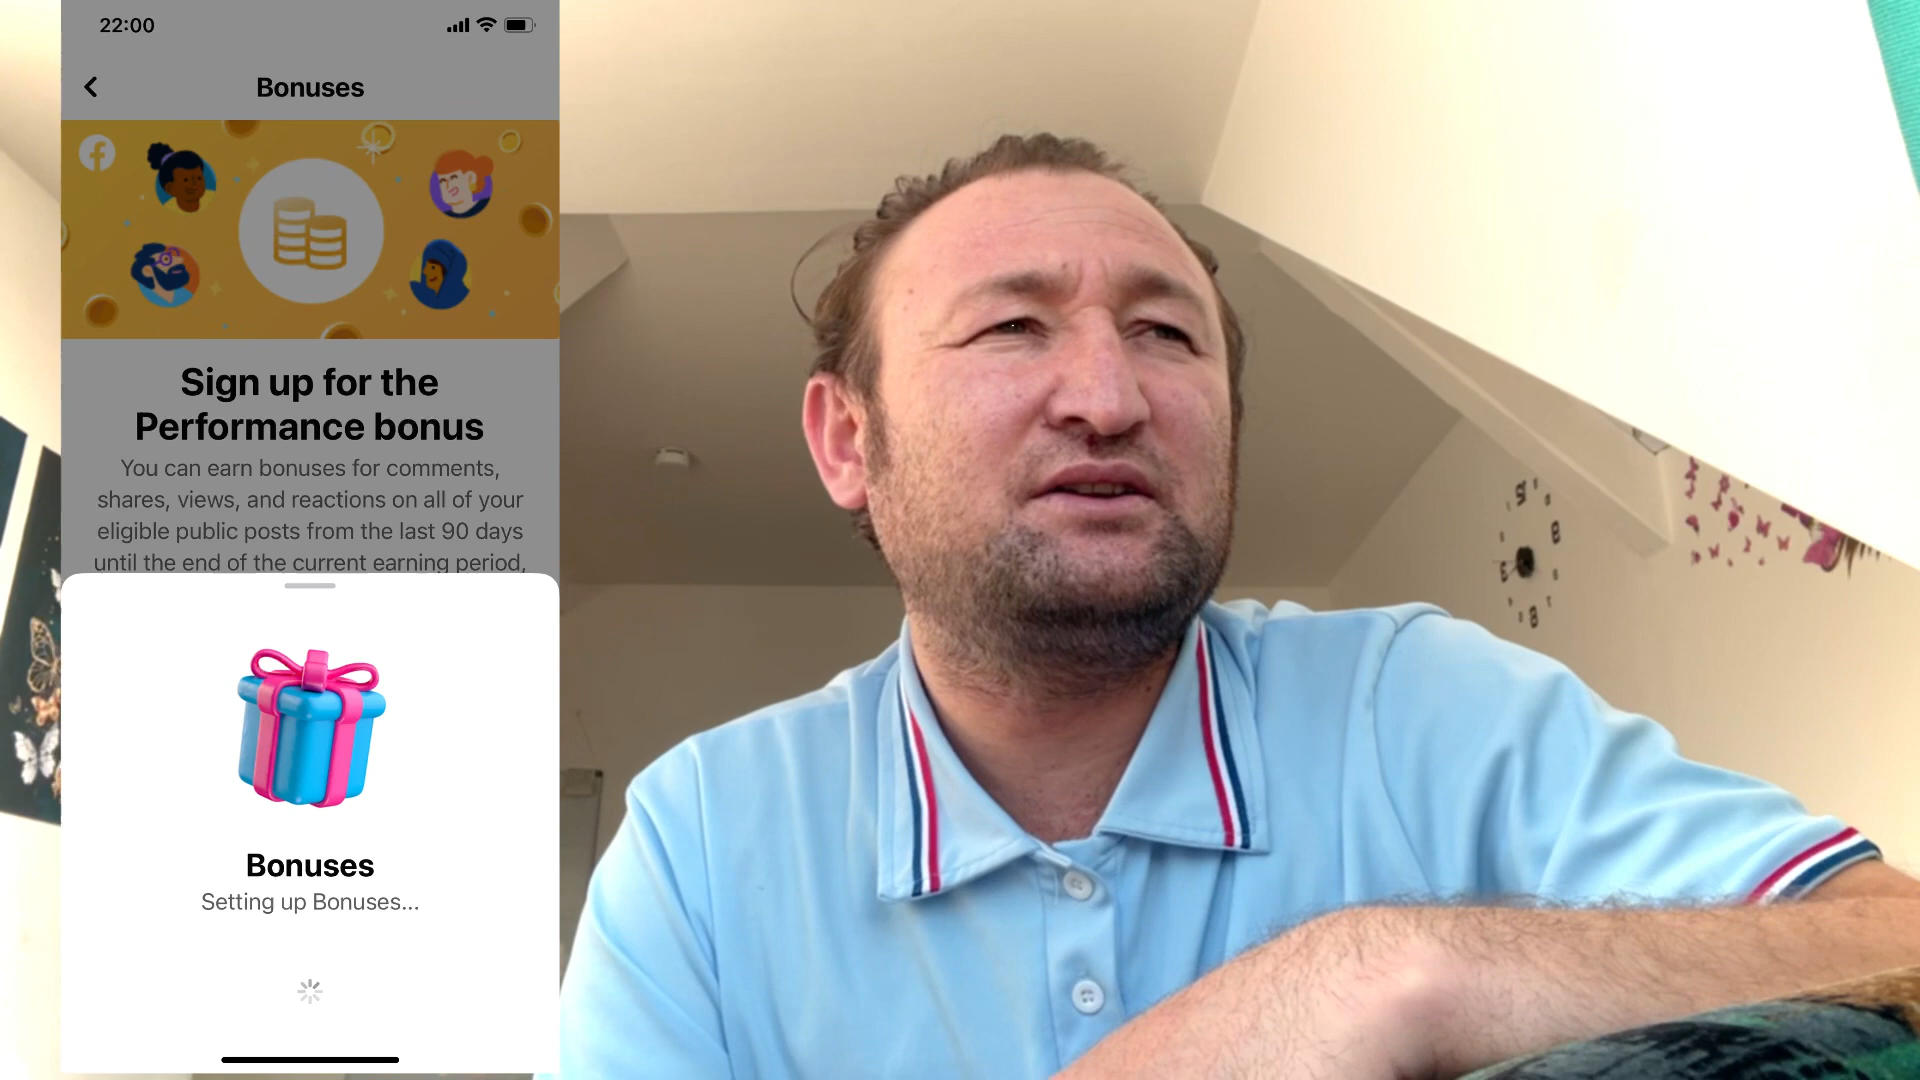 22:00
Bonuses
Sign up for the
Performance bonus
You can earn bonuses for comments,
shares, views, and reactions on all of your
eligible public posts from the last 90 days
until the end of the current earning period,
Bonuses
Setting up Bonuses...